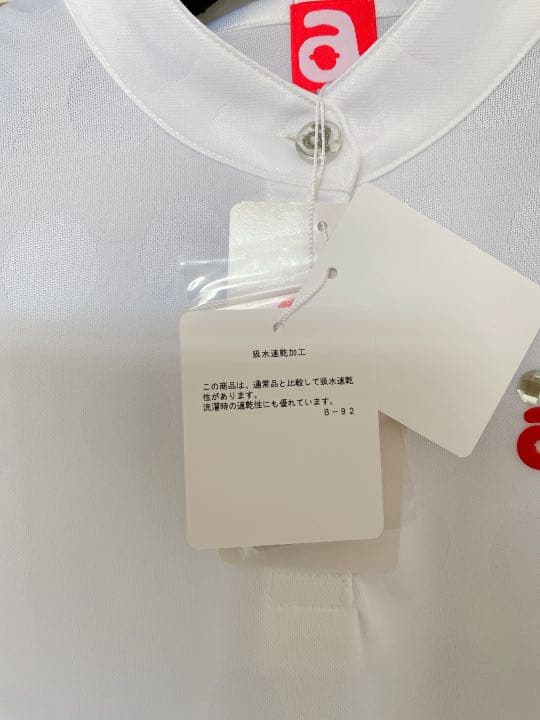 a
吸水速乾加工
この商品は、通常品と比較して吸水速乾
性があります。
洗濯時の速乾性にも優れています。
B-92
a